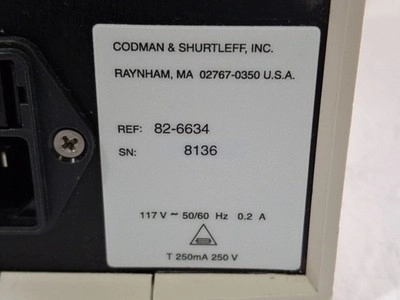 CODMAN & SHURTLEFF, INC.
RAYNHAM, MA 02767-0350 U.S.A.
REF: 82-6634
SN: 8136
117 V ~ 50/60 Hz 0.2 A
T 250mA 250 V